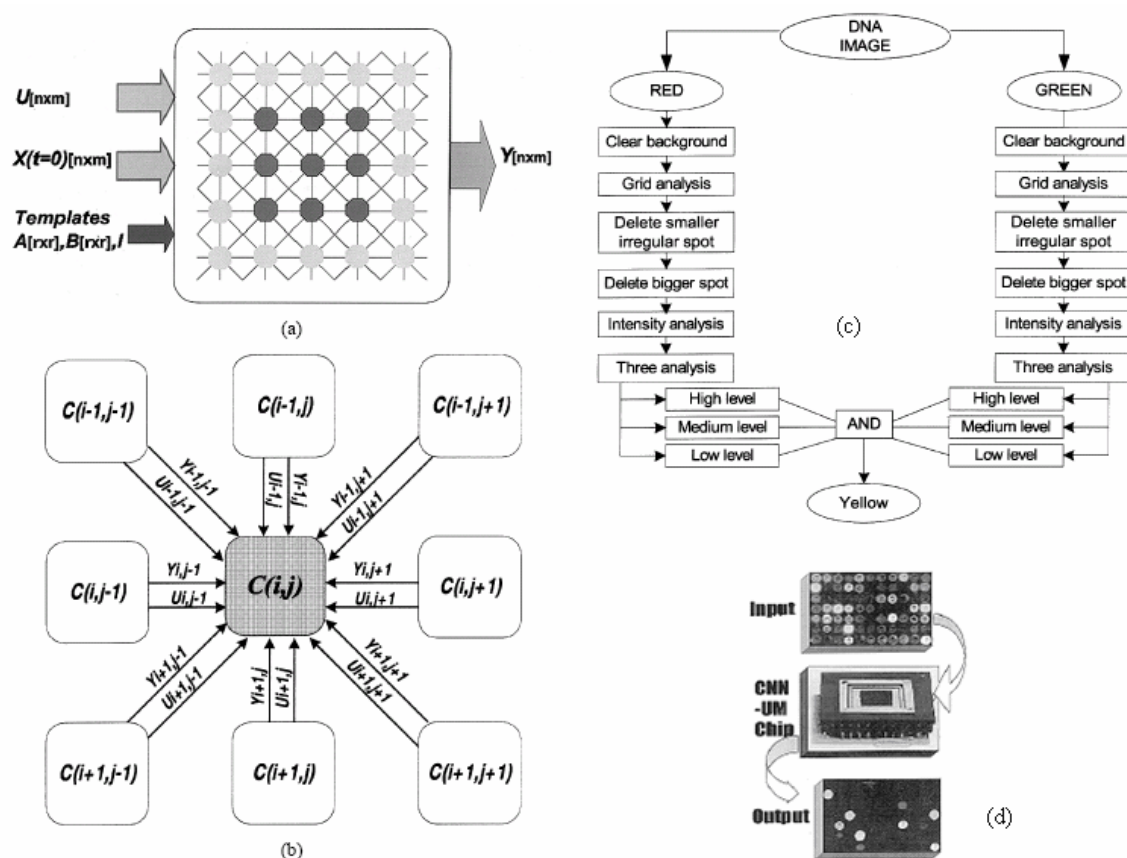 U[nxm]
X(t=0)[nxm]
Templates
A[rxr],B[rxr],I
Y[nxm]
(a)
C(i-1,j-1)
C(i-1,j)
C(i-1,j+1)
Yi-1,j-1
Ui-1,j-1
Ui-1,j
Yi-1,j
Yi-1,j+1
Ui-1,j+1
C(i,j-1)
Yi,j-1
Ui,j-1
C(i,j)
Yi,j+1
Ui,j+1
C(i,j+1)
Yi+1,j-1
Ui+1,j-1
Yi+1,j
Ui+1,j
Yi+1,j+1
Ui+1,j+1
C(i+1,j-1)
C(i+1,j)
C(i+1,j+1)
(b)
DNA
IMAGE
RED
GREEN
Clear background
Grid analysis
Delete smaller
irregular spot
Delete bigger spot
Intensity analysis
Three analysis
Clear background
Grid analysis
Delete smaller
irregular spot
Delete bigger spot
Intensity analysis
Three analysis
(c)
High level
Medium level
Low level
AND
High level
Medium level
Low level
Yellow
Input
CNN
-UM
Chip
Output
(d)